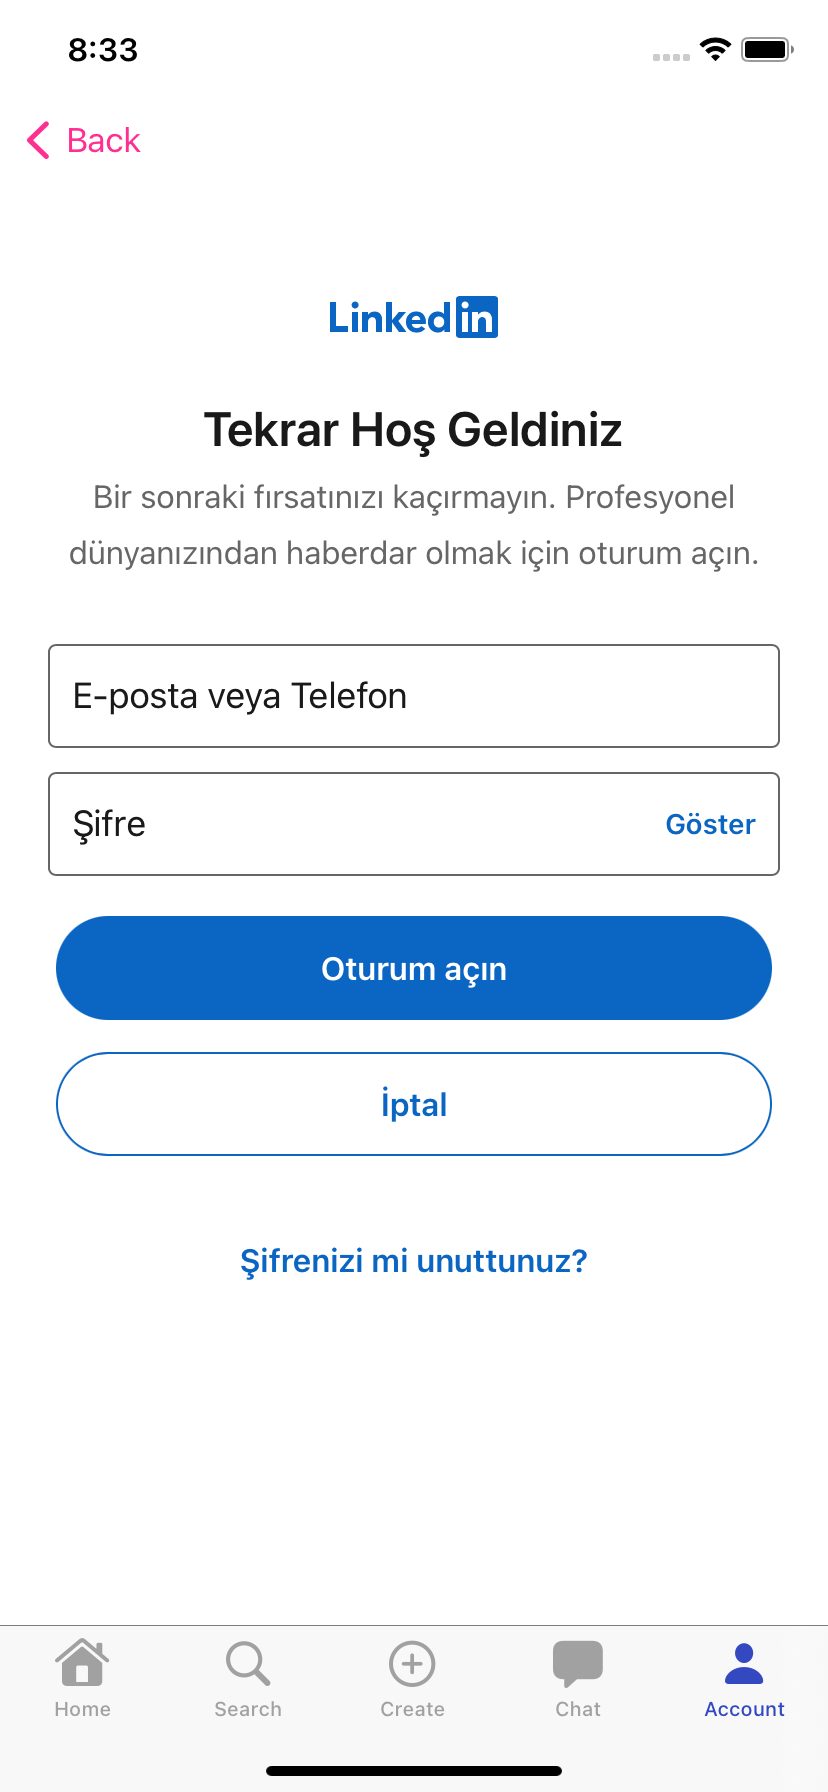 8:33
Back
Linkedin
Tekrar Hoş Geldiniz
Bir sonraki fırsatınızı kaçırmayın. Profesyonel
dünyanızından haberdar olmak için oturum açın.
E-posta veya Telefon
Şifre
Göster
Oturum açın
İptal
Şifrenizi mi unuttunuz?
Home
Search
Create
Chat
Account